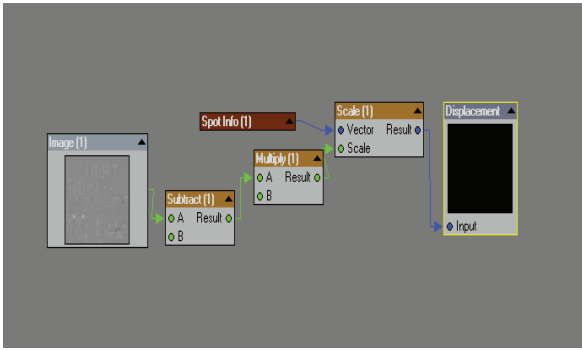 Image (1)
Subtract (1)
A Result
B
Multiply (1)
A Result
B
Spot Info (1)
Scale (1)
Vector Result
Scale
Displacement
Input